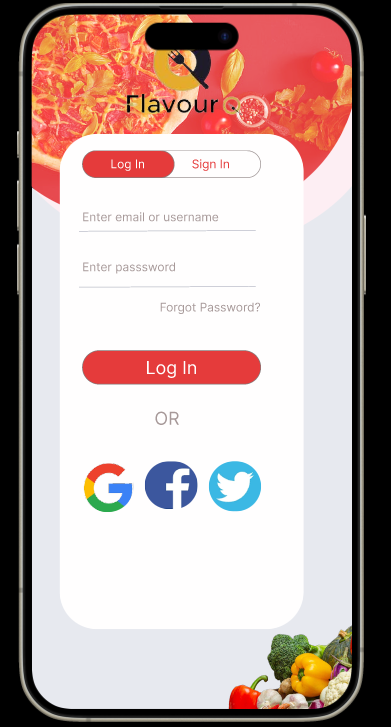 Flavour
Log In
Sign In
Enter email or username
Enter passsword
Forgot Password?
Log In
OR